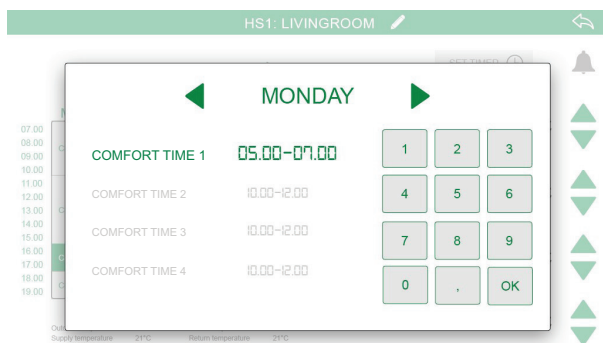 HS1: LIVINGROOM
SET TIMER
MONDAY
07.00
08.00
09.00
10.00
11.00
12.00
13.00
14.00
15.00
16.00
17.00
18.00
19.00
COMFORT TIME 1 05.00-07.00
COMFORT TIME 2 10.00-12.00
COMFORT TIME 3 10.00-12.00
COMFORT TIME 4 10.00-12.00
1 2 3
4 5 6
7 8 9
0 , OK
Supply temperature 21°C Return temperature 21°C